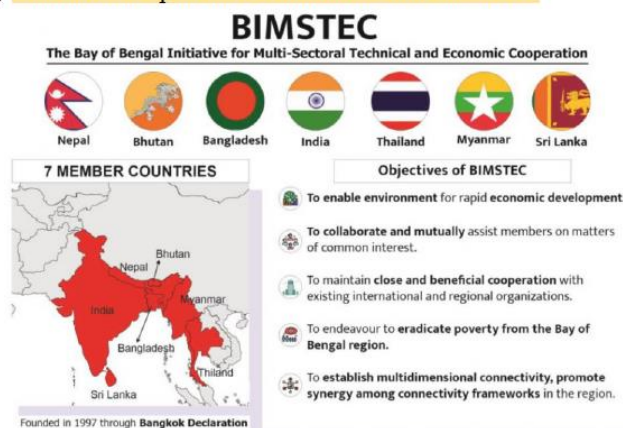 BIMSTEC
The Bay of Bengal Initiative for Multi-Sectoral Technical and Economic Cooperation
Nepal
Bhutan
Bangladesh
India
Thailand
Myanmar
Sri Lanka
7 MEMBER COUNTRIES
Bhutan
Nepal
Myanmar
India
Bangladesh
Thiland
Sri Lanka
Founded in 1997 through Bangkok Declaration
Objectives of BIMSTEC
To enable environment for rapid economic development
To collaborate and mutually assist members on matters
of common interest.
To maintain close and beneficial cooperation with
existing international and regional organizations.
To endeavour to eradicate poverty from the Bay of
Bengal region.
To establish multidimensional connectivity, promote
synergy among connectivity frameworks in the region.